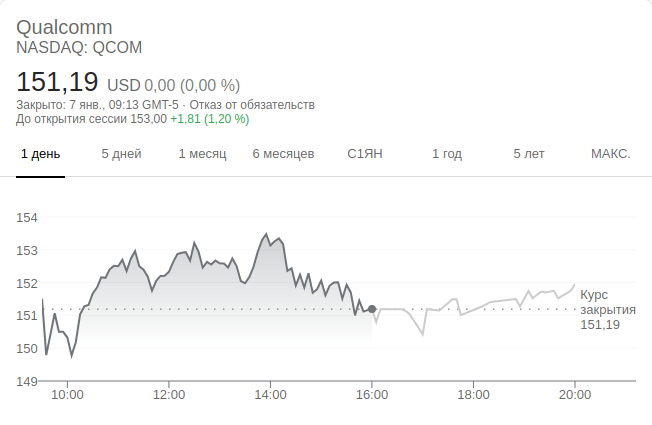 Qualcomm
NASDAQ: QCOM
151,19 USD 0,00 (0,00 %)
Закрыто: 7 янв., 09:13 GMT-5 · Отказ от обязательств
До открытия сессии 153,00 +1,81 (1,20 %)
1 день 5 дней 1 месяц 6 месяцев С1ЯН 1 год 5 лет МАКС.
154
153
152
151
150
149
Курс
закрытия
151,19
10:00 12:00 14:00 16:00 18:00 20:00